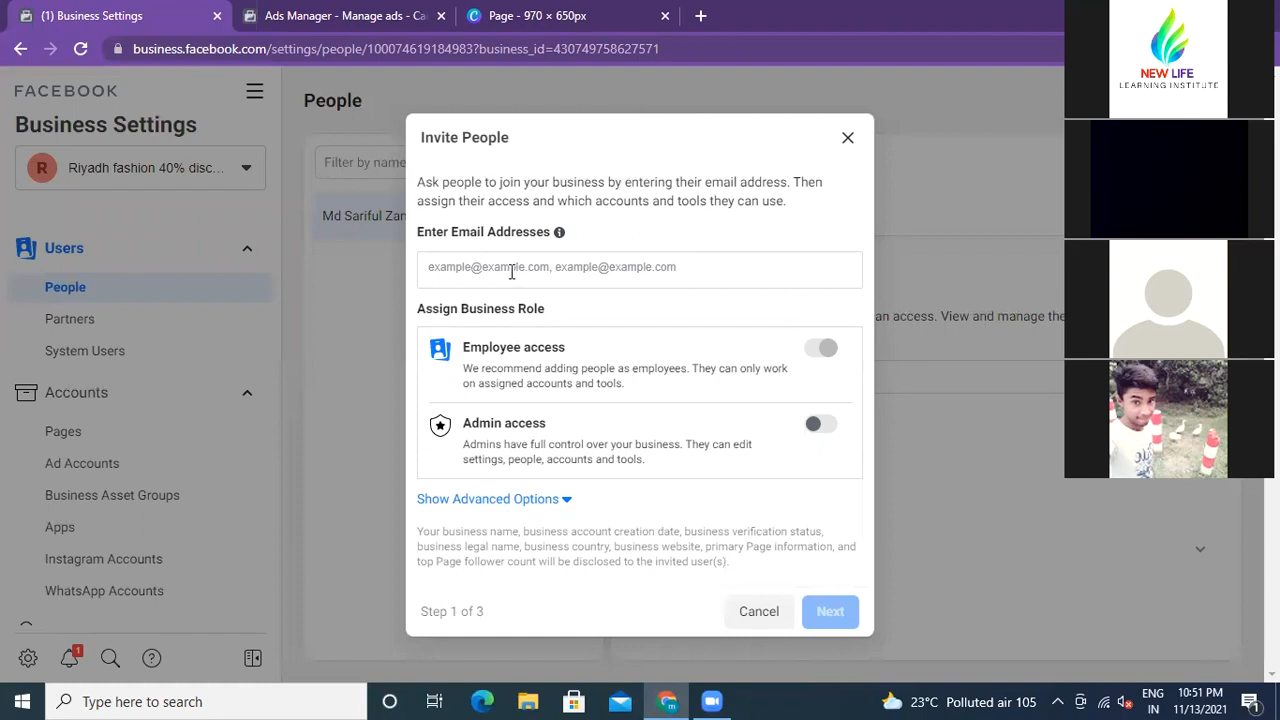 (1) Business Settings
Ads Manager - Manage ads - Ca
Page - 970 × 650px
business.facebook.com/settings/people/100074619184983?business_id=430749758627571
FACEBOOK
Business Settings
R
Riyadh fashion 40% disc...
Users
People
Partners
System Users
Accounts
Pages
Ad Accounts
Business Asset Groups
Apps
Instagram Accounts
WhatsApp Accounts
1
People
Filter by name
Md Sariful Zan
an access. View and manage the
Invite People
Ask people to join your business by entering their email address. Then
assign their access and which accounts and tools they can use.
Enter Email Addresses
example@example.com, example@example.com
Assign Business Role
Employee access
We recommend adding people as employees. They can only work
on assigned accounts and tools.
Admin access
Admins have full control over your business. They can edit
settings, people, accounts and tools.
Show Advanced Options
Your business name, business account creation date, business verification status,
business legal name, business country, business website, primary Page information, and
top Page follower count will be disclosed to the invited user(s).
Step 1 of 3
Cancel
Next
NEW LIFE
LEARNING INSTITUTE
Type here to search
23°C Polluted air 105
ENG
IN
10:51 PM
11/13/2021
1